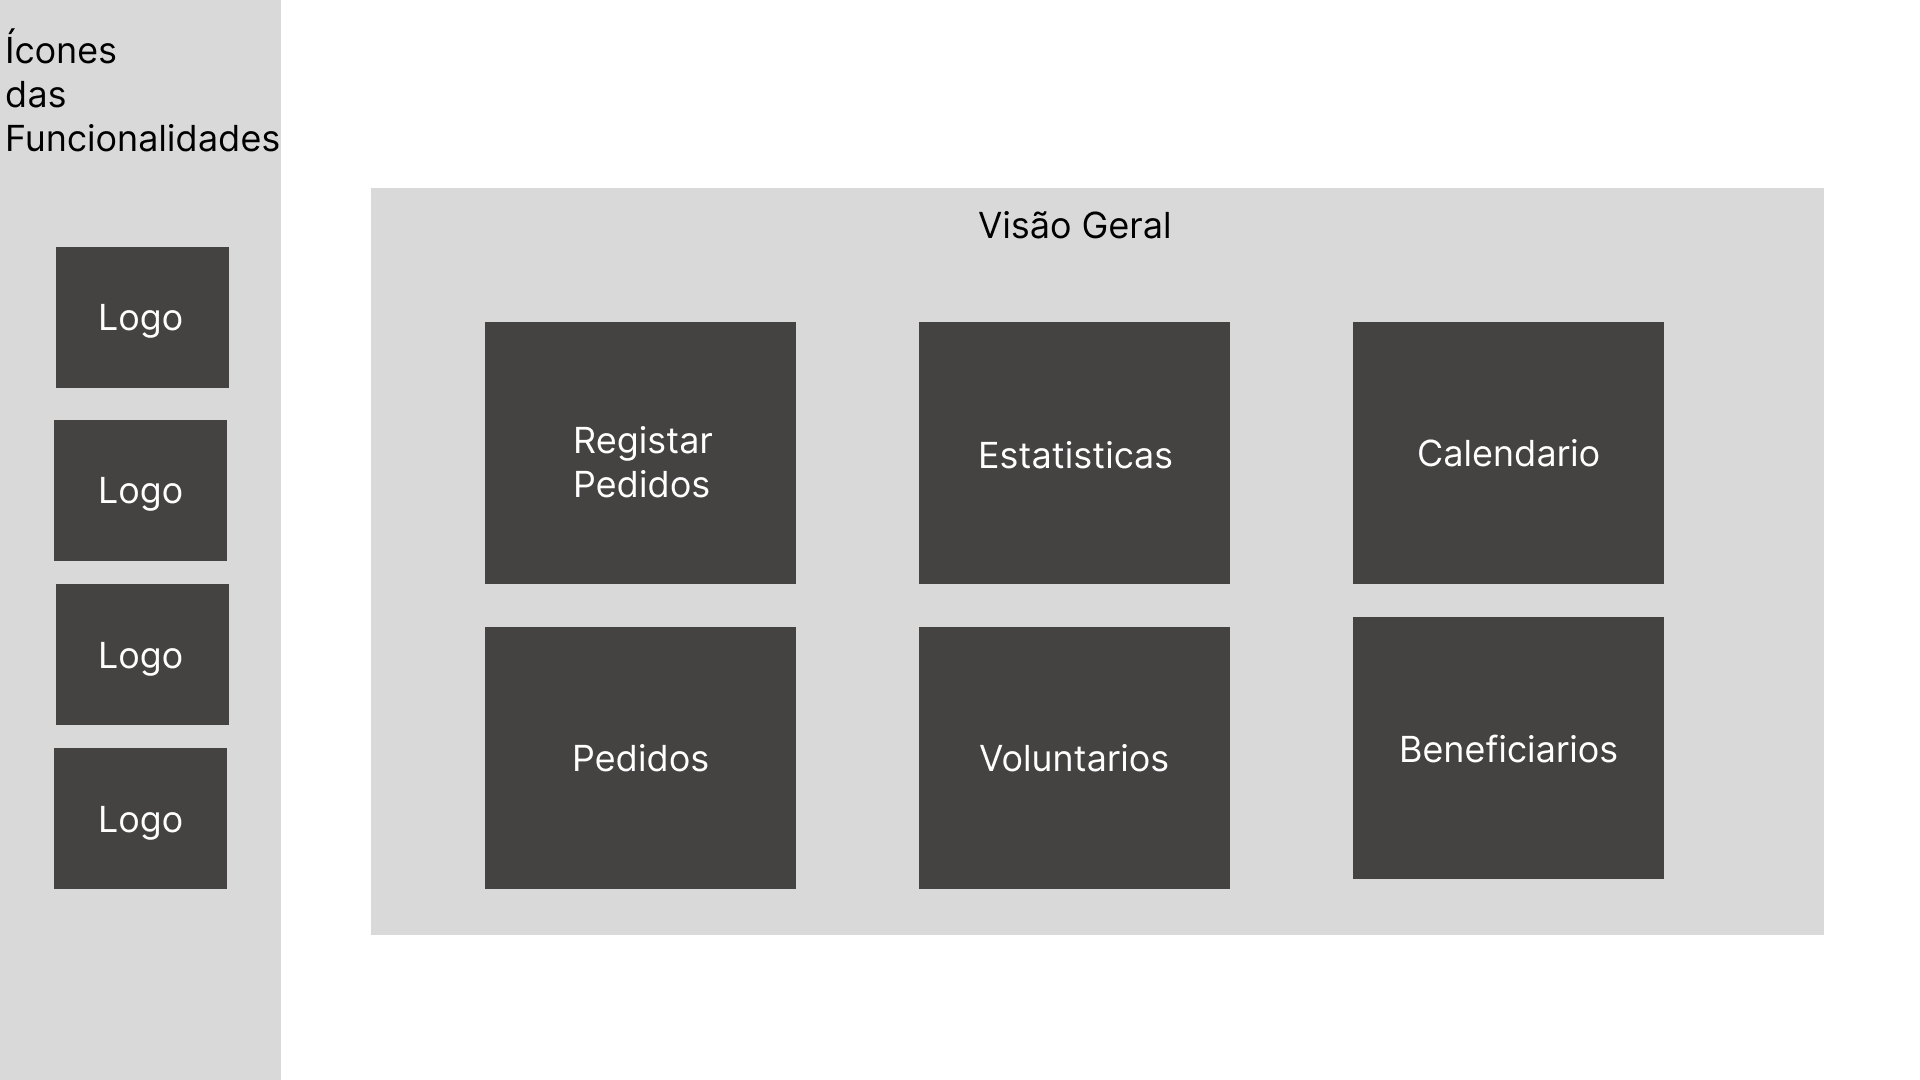 Ícones
das
Funcionalidades
Logo
Logo
Logo
Logo
Visão Geral
Registar
Pedidos
Estatisticas
Calendario
Pedidos
Voluntarios
Beneficiarios